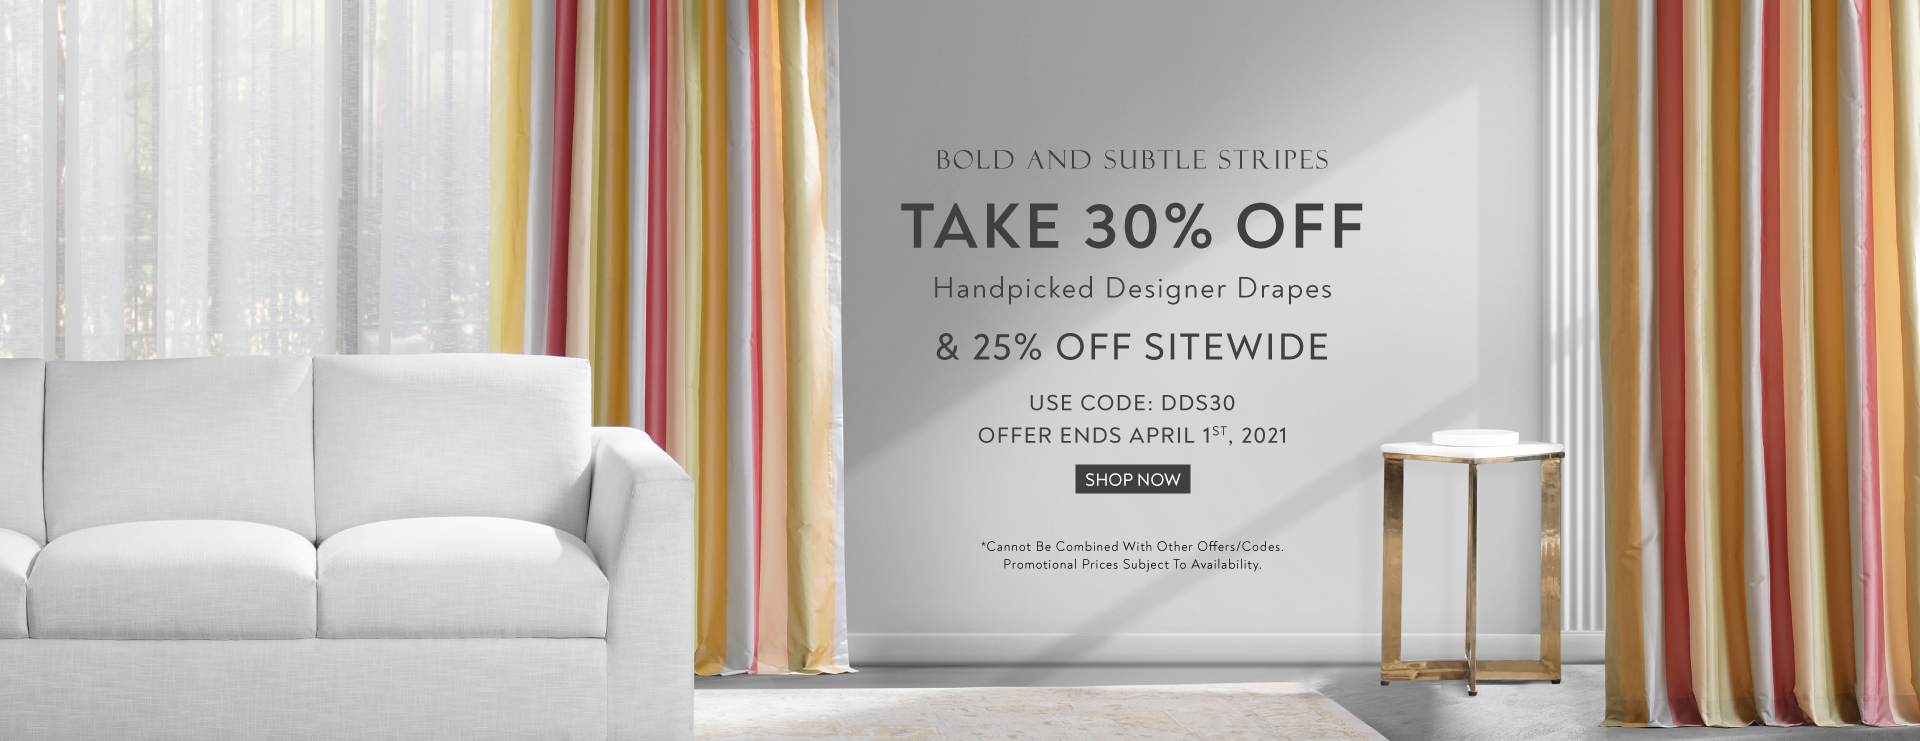 BOLD AND SUBTLE STRIPES
TAKE 30% OFF
Handpicked Designer Drapes
& 25% OFF SITEWIDE
USE CODE: DDS30
OFFER ENDS APRIL 1ST, 2021
SHOP NOW
*Cannot Be Combined With Other Offers/Codes.
Promotional Prices Subject To Availability.